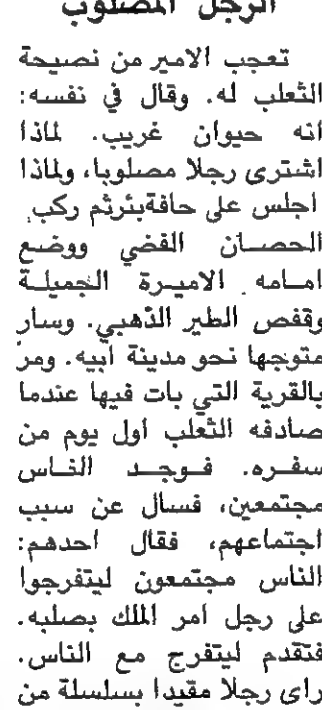 الرجل المصلوب
تعجب الامير من نصيحة
الثعلب له. وقال في نفسه:
انه حيوان غريب. لماذا
اشترى رجلا مصلوبا، ولماذا
اجلس على حافةبئرثم ركب
الحصان الفضي ووضع
امامه الاميرة الجميلة
وقفص الطير الذهبي. وسار
متوجها نحو مدينة أبيه. ومر
بالقرية التي بات فيها عندما
صادفه الثعلب اول يوم من
سفره. فوجد الناس
مجتمعين، فسال عن سبب
اجتماعهم، فقال احدهم:
الناس مجتمعون ليتفرجوا
على رجل امر الملك بصلبه.
فتقدم ليتفرج مع الناس.
راى رجلا مقيدا بسلسلة من